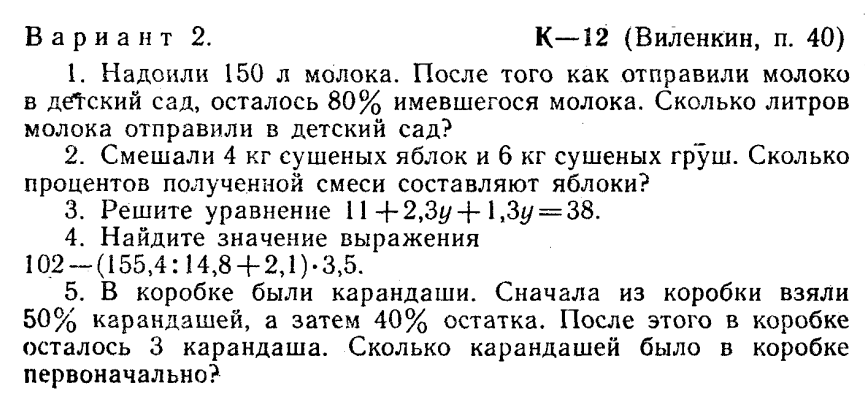 Вариант 2. К—12 (Виленкин, п. 40)
1. Надоили 150 л молока. После того как отправили молоко
в детский сад, осталось 80% имевшегося молока. Сколько литров
молока отправили в детский сад?
2. Смешали 4 кг сушеных яблок и 6 кг сушеных груш. Сколько
процентов полученной смеси составляют яблоки?
3. Решите уравнение 11+2,3y+1,3y=38.
4. Найдите значение выражения
102—(155,4:14,8+2,1)·3,5.
5. В коробке были карандаши. Сначала из коробки взяли
50% карандашей, а затем 40% остатка. После этого в коробке
осталось 3 карандаша. Сколько карандашей было в коробке
первоначально?